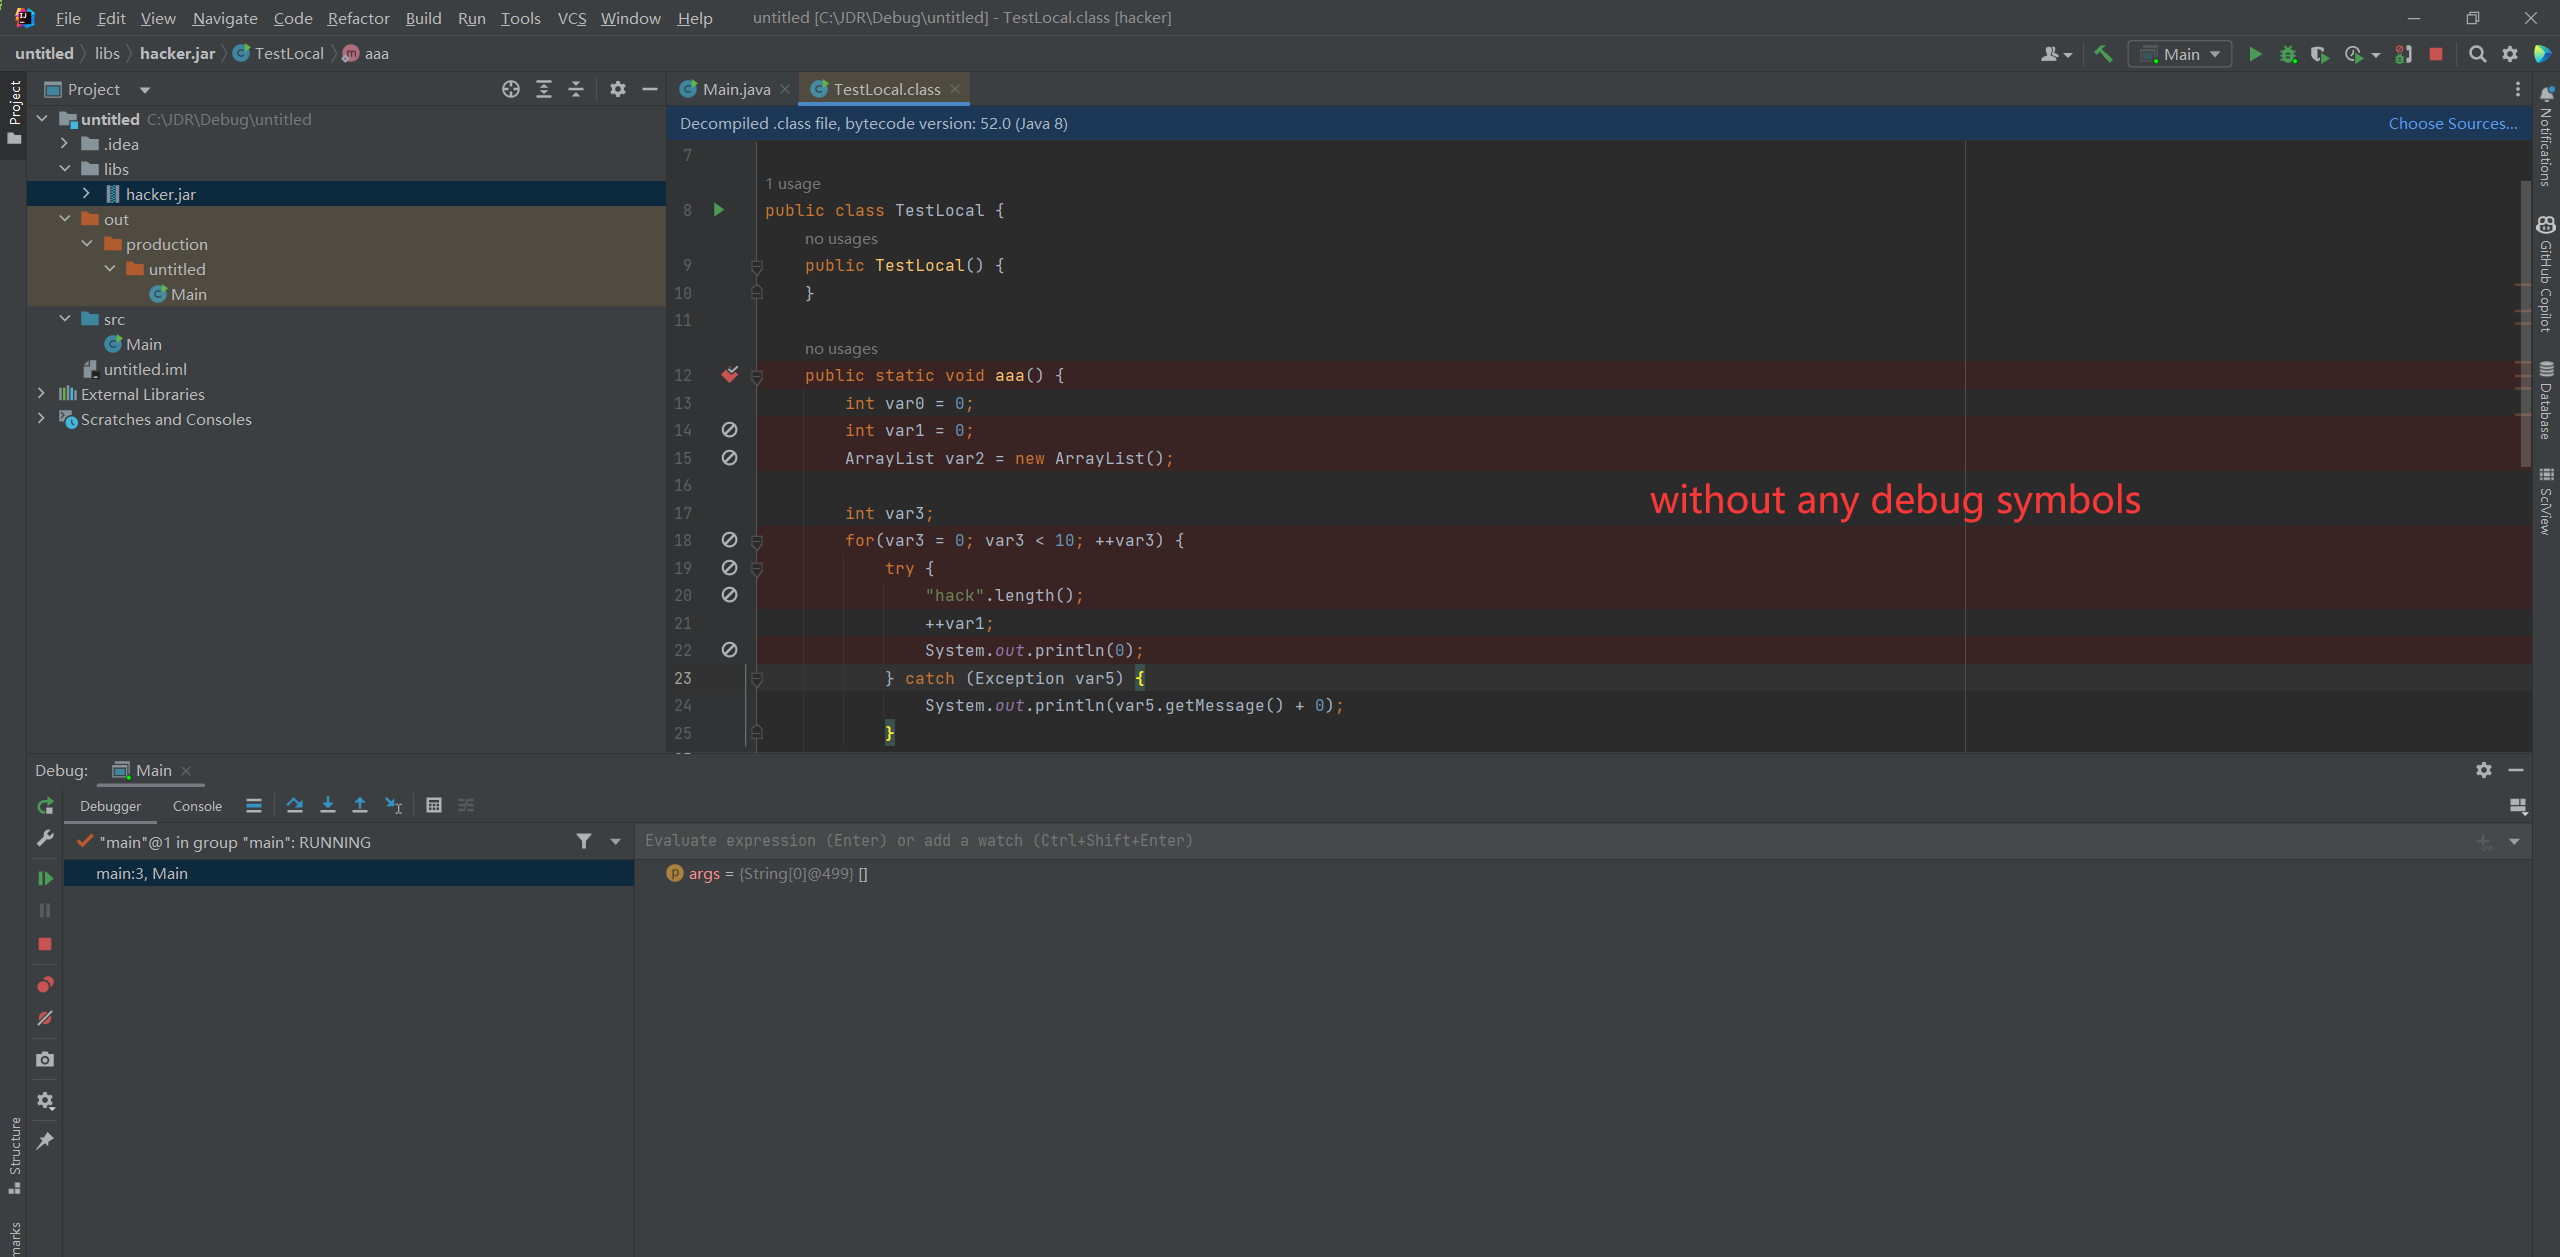 File Edit View Navigate Code Refactor Build Run Tools VCS Window Help untitled [C:\JDR\Debug\untitled] - TestLocal.class [hacker]
untitled libs hacker.jar TestLocal m aaa
Main
Project
Project
Main.java TestLocal.class
untitled C:\JDR\Debug\untitled
.idea
libs
hacker.jar
out
production
untitled
Main
src
Main
untitled.iml
External Libraries
Scratches and Consoles
Decompiled .class file, bytecode version: 52.0 (Java 8) Choose Sources...
7
1 usage
8 public class TestLocal {
no usages
9 public TestLocal() {
10 }
11
no usages
12 public static void aaa() {
13 int var0 = 0;
14 int var1 = 0;
15 ArrayList var2 = new ArrayList();
16
without any debug symbols
17 int var3;
18 for(var3 = 0; var3 < 10; ++var3) {
19 try {
20 "hack".length();
21 ++var1;
22 System.out.println(0);
23 } catch (Exception var5) {
24 System.out.println(var5.getMessage() + 0);
25 }
Notifications
GitHub Copilot
Database
SciView
Debug: Main
Debugger Console
"main"@1 in group "main": RUNNING
main:3, Main
Evaluate expression (Enter) or add a watch (Ctrl+Shift+Enter)
p args = {String[0]@499} []
Structure
marks